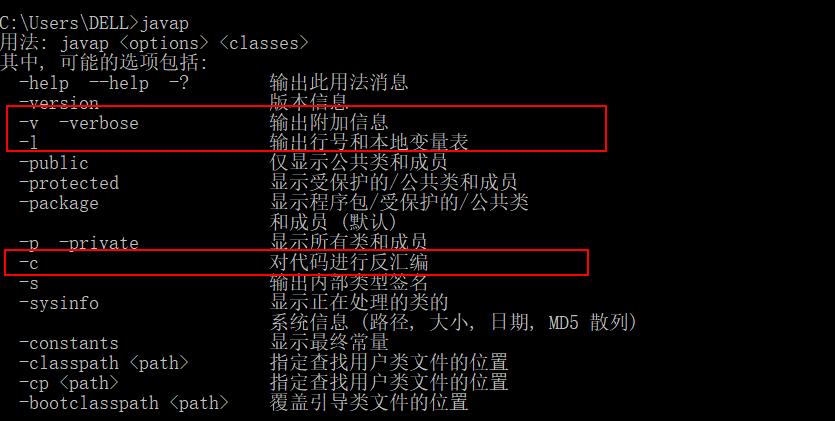 C:\Users\DELL>javap
用法: javap <options> <classes>
其中, 可能的选项包括:
-help --help -? 输出此用法消息
-version 版本信息
-v -verbose 输出附加信息
-l 输出行号和本地变量表
-public 仅显示公共类和成员
-protected 显示受保护的/公共类和成员
-package 显示程序包/受保护的/公共类
和成员 (默认)
-p -private 显示所有类和成员
-c 对代码进行反汇编
-s 输出内部类型签名
-sysinfo 显示正在处理的类的
系统信息 (路径, 大小, 日期, MD5 散列)
-constants 显示最终常量
-classpath <path> 指定查找用户类文件的位置
-cp <path> 指定查找用户类文件的位置
-bootclasspath <path> 覆盖引导类文件的位置